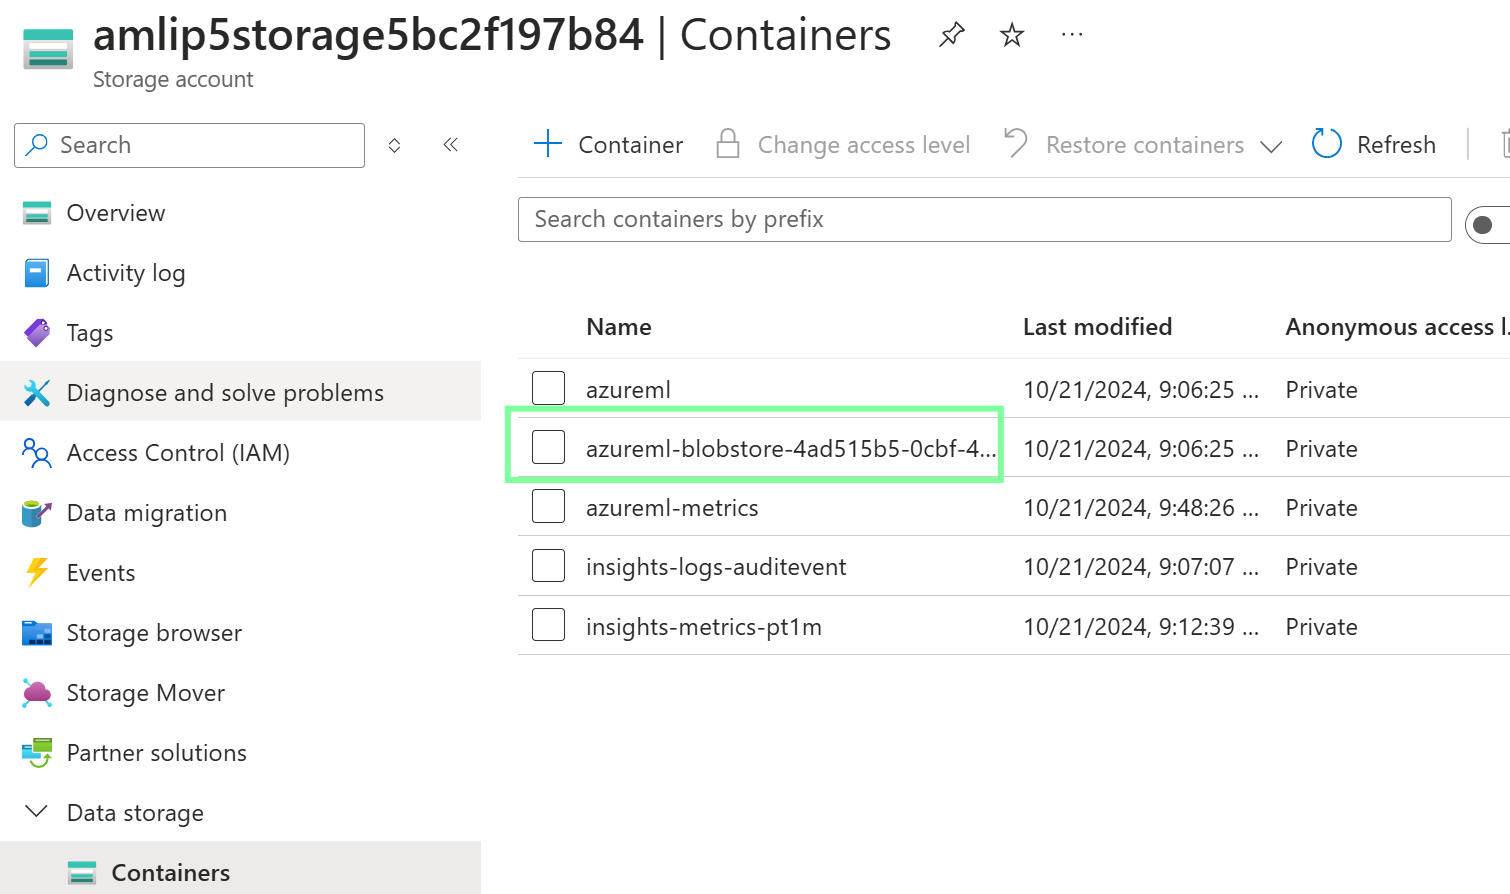 amlip5storage5bc2f197b84 | Containers
Storage account
Search
Overview
Activity log
Tags
Diagnose and solve problems
Access Control (IAM)
Data migration
Events
Storage browser
Storage Mover
Partner solutions
Data storage
Containers
Container
Change access level
Restore containers
Refresh
Search containers by prefix
Name Last modified Anonymous access l.
azureml 10/21/2024, 9:06:25 ... Private
azureml-blobstore-4ad515b5-0cbf-4... 10/21/2024, 9:06:25 ... Private
azureml-metrics 10/21/2024, 9:48:26 ... Private
insights-logs-auditevent 10/21/2024, 9:07:07 ... Private
insights-metrics-pt1m 10/21/2024, 9:12:39 ... Private